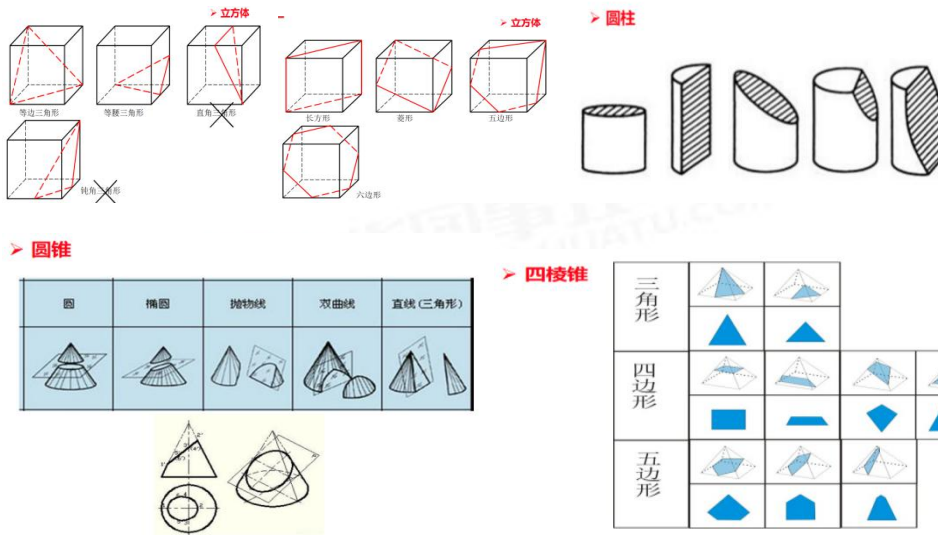 ➤ 立方体
等边三角形
等腰三角形
直角三角形
钝角三角形
➤ 立方体
长方形
菱形
五边形
六边形
➤ 圆柱
➤ 圆锥
圆
椭圆
抛物线
双曲线
直线(三角形)
➤ 四棱锥
三角形
四边形
五边形